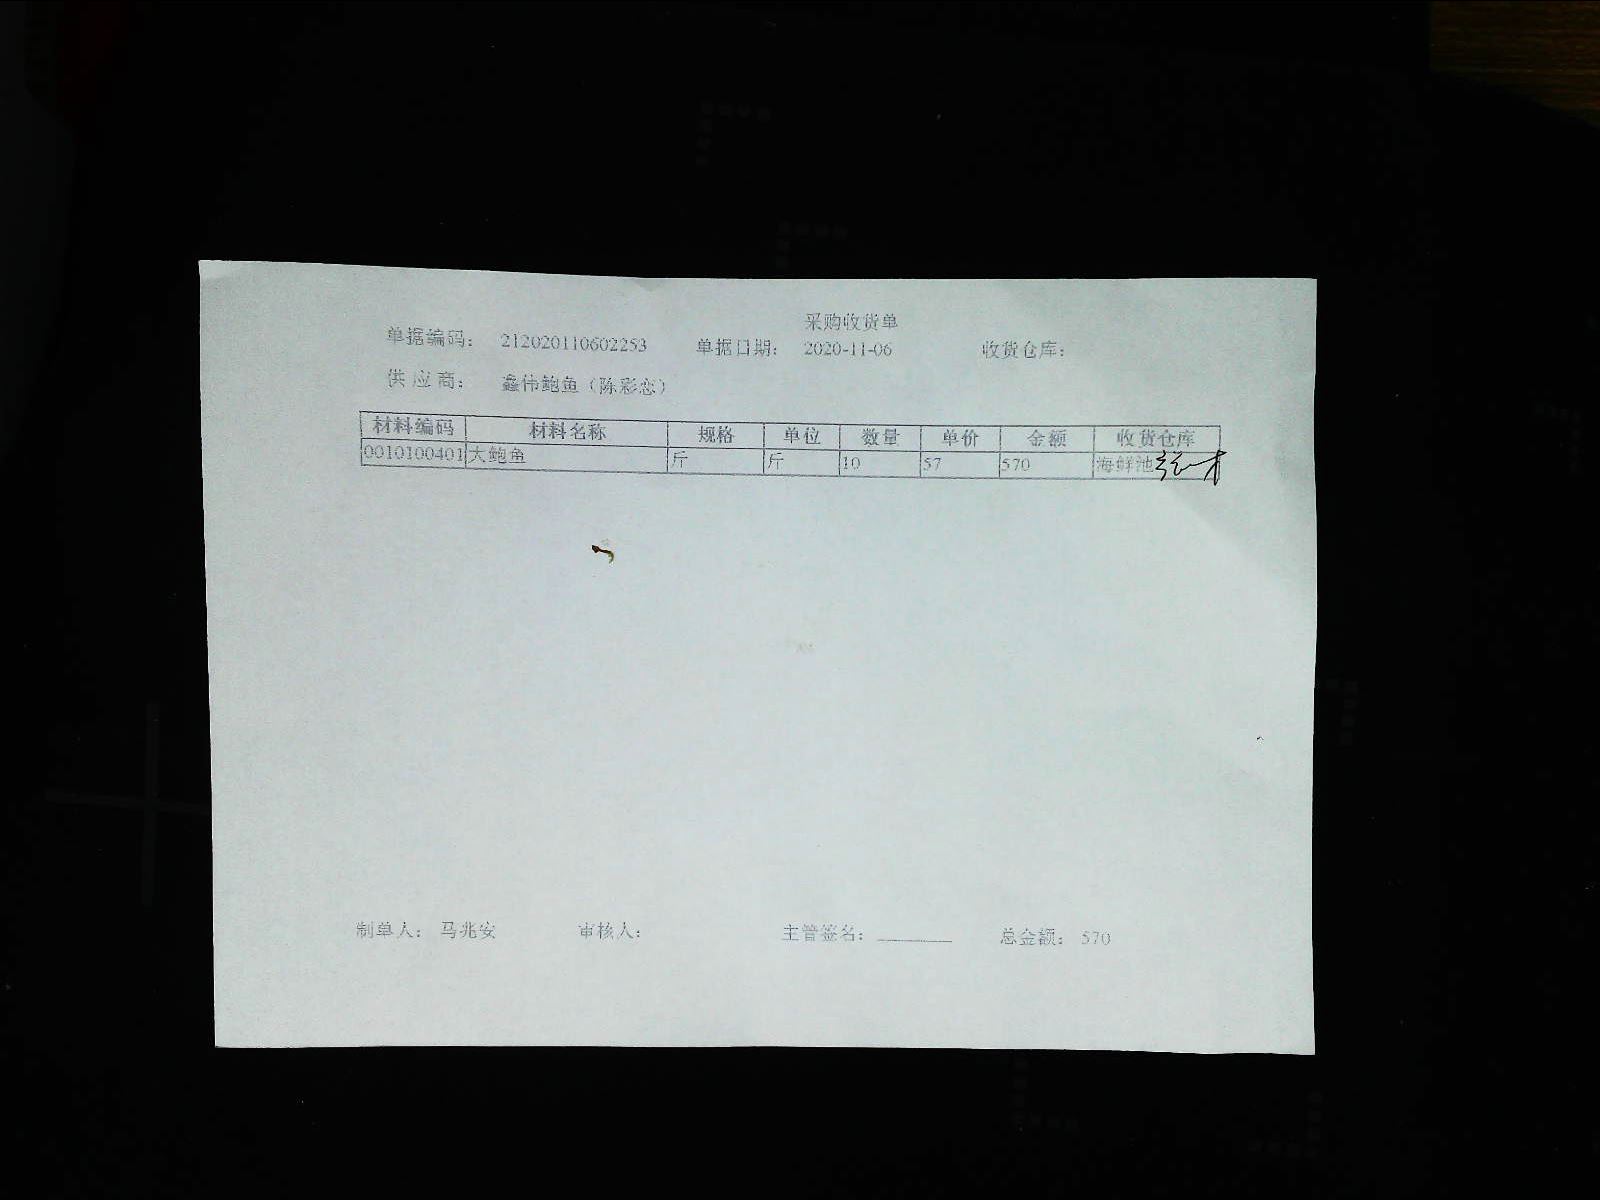 采购收货单
单据编码： 212020110602253 单据日期： 2020-11-06 收货仓库：
供应商： 鑫伟鲍鱼（陈彩恋）
材料编码 材料名称 规格 单位 数量 单价 金额 收货仓库
0010100401 大鲍鱼 斤 斤 10 57 570 海鲜池
制单人： 马兆安 审核人： 主管签名： 总金额： 570